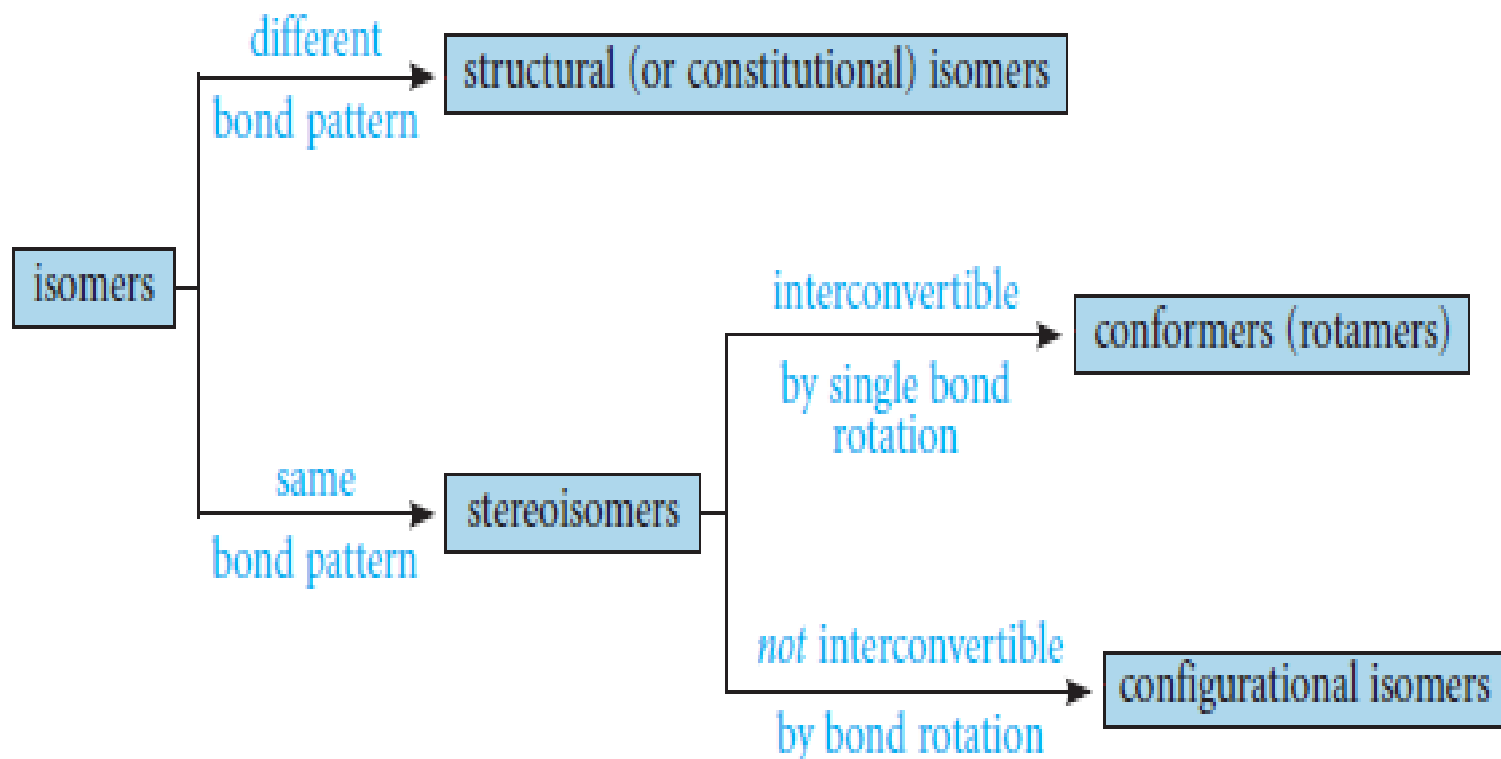 different
bond pattern
structural (or constitutional) isomers
isomers
same
bond pattern
stereoisomers
interconvertible
by single bond
rotation
conformers (rotamers)
not interconvertible
by bond rotation
configurational isomers